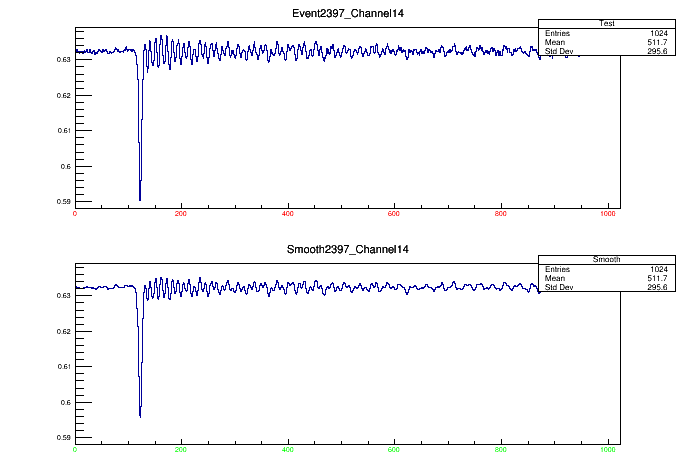 Event2397_Channel14
Test
Entries 1024
Mean 511.7
Std Dev 295.6
0.63
0.62
0.61
0.6
0.59
0 200 400 600 800 1000
Smooth2397_Channel14
Smooth
Entries 1024
Mean 511.7
Std Dev 295.6
0.63
0.62
0.61
0.6
0.59
0 200 400 600 800 1000